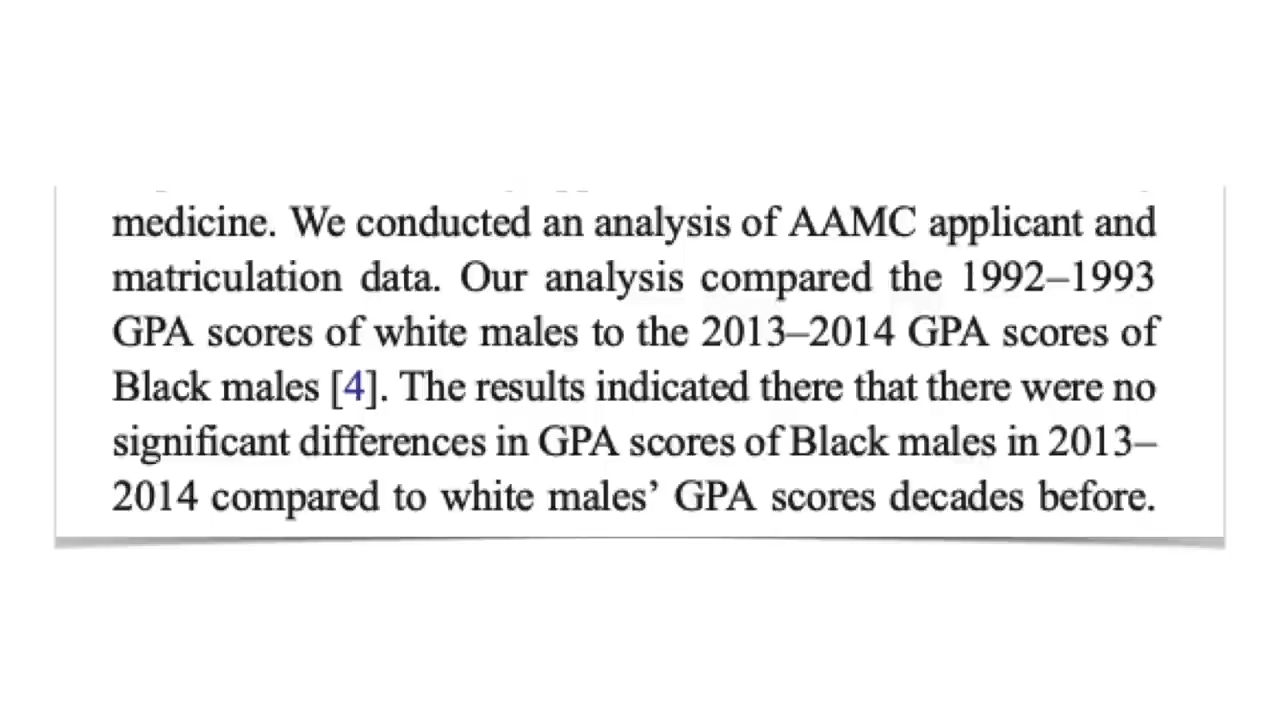 medicine. We conducted an analysis of AAMC applicant and
matriculation data. Our analysis compared the 1992–1993
GPA scores of white males to the 2013–2014 GPA scores of
Black males [4]. The results indicated there that there were no
significant differences in GPA scores of Black males in 2013–
2014 compared to white males’ GPA scores decades before.